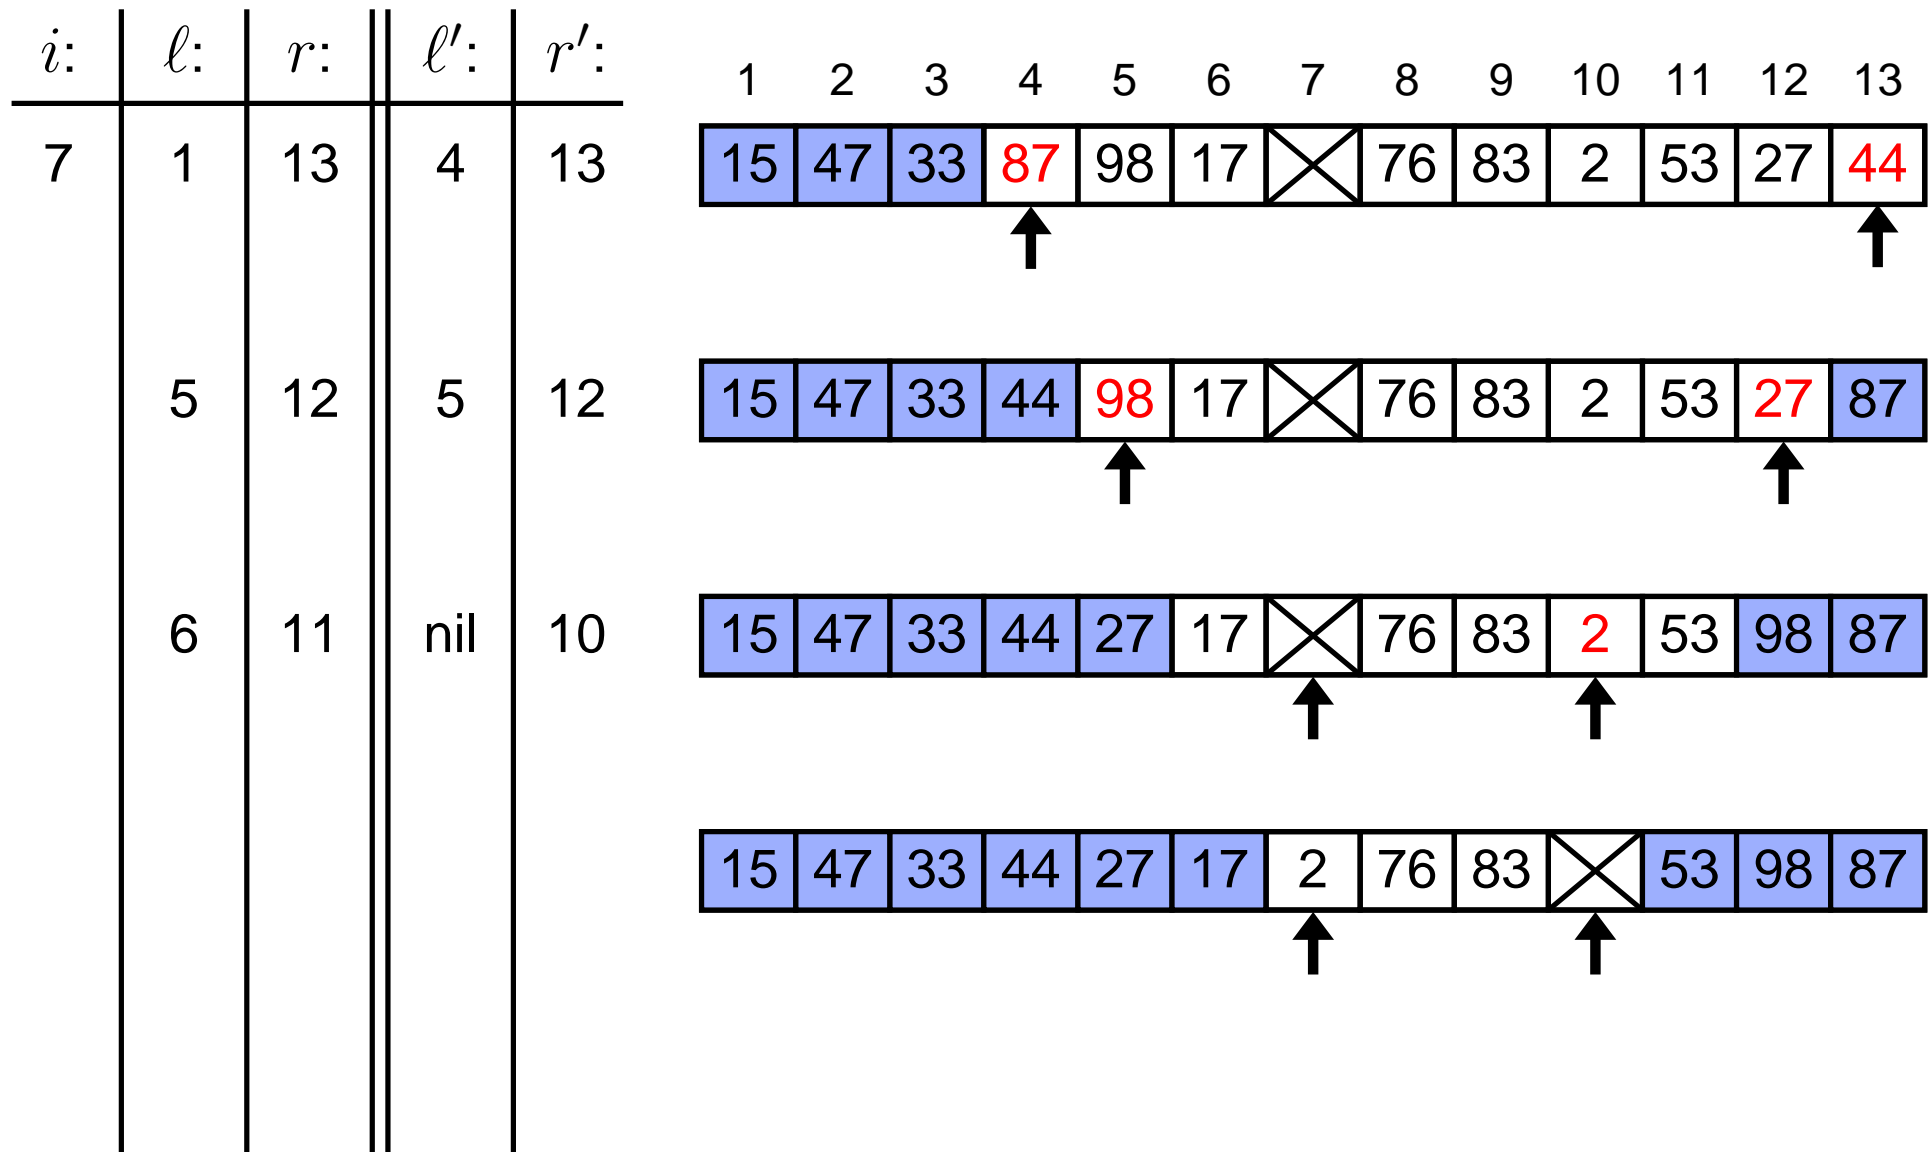 i: ℓ: r: ℓ′: r′:
1 2 3 4 5 6 7 8 9 10 11 12 13
7 1 13 4 13 15 47 33 87 98 17 76 83 2 53 27 44
5 12 5 12 15 47 33 44 98 17 76 83 2 53 27 87
6 11 nil 10 15 47 33 44 27 17 76 83 2 53 98 87
15 47 33 44 27 17 2 76 83 53 98 87